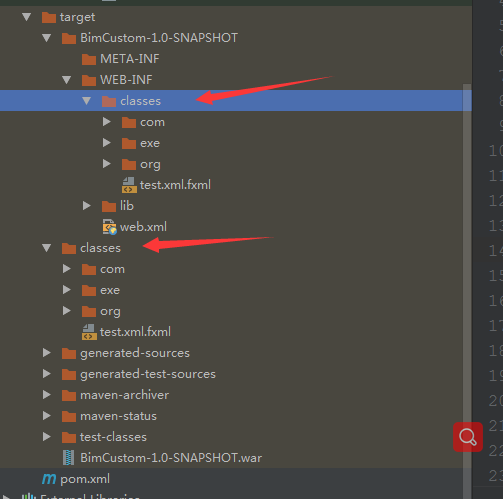 target
BimCustom-1.0-SNAPSHOT
META-INF
WEB-INF
classes
com
exe
org
test.xml.fxml
lib
web.xml
classes
com
exe
org
test.xml.fxml
generated-sources
generated-test-sources
maven-archiver
maven-status
test-classes
BimCustom-1.0-SNAPSHOT.war
pom.xml
External Libraries
5
6
7
8
9
10
11
12
13
14
15
16
17
18
19
20
21
22
23